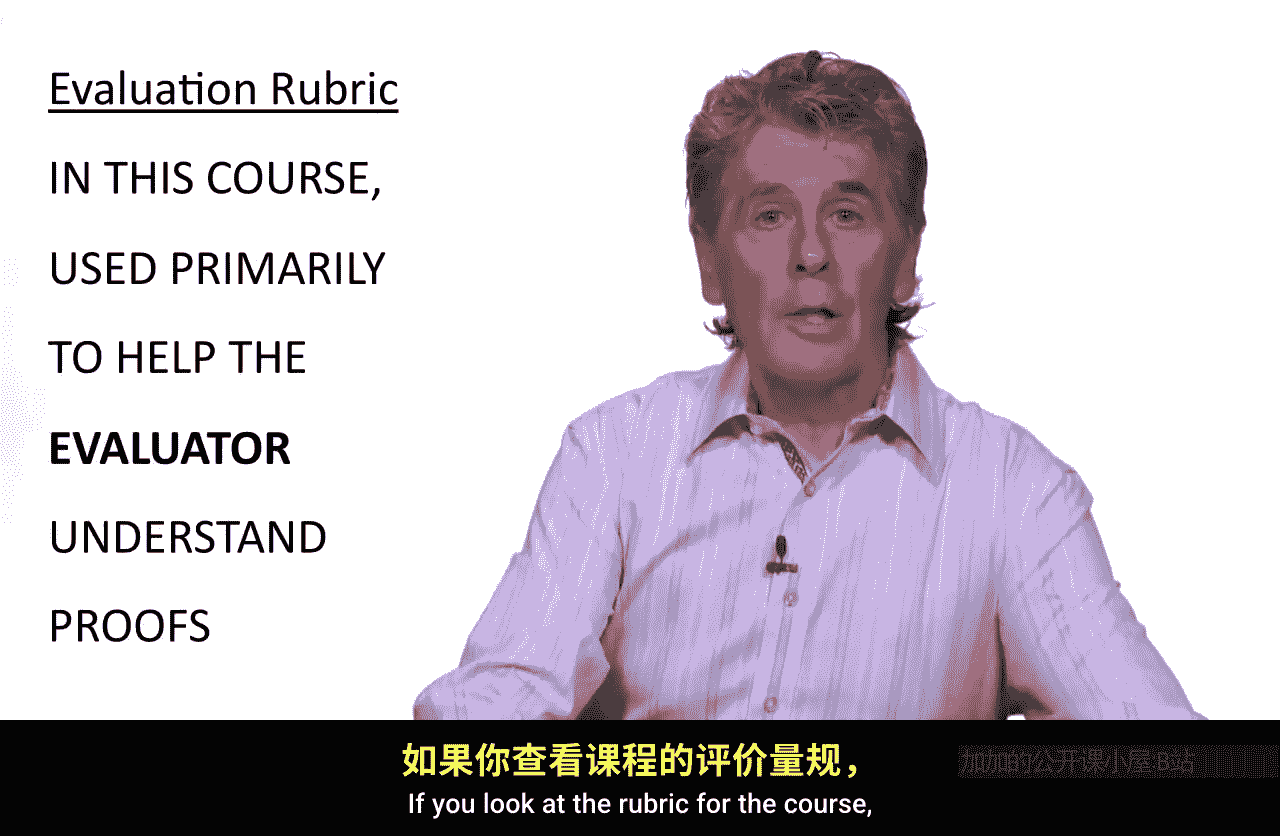 Evaluation Rubric
IN THIS COURSE,
USED PRIMARILY
TO HELP THE
EVALUATOR
UNDERSTAND
PROOFS
如果你查看课程的评价量规，
加加的公开课小屋:B站
If you look at the rubric for the course,